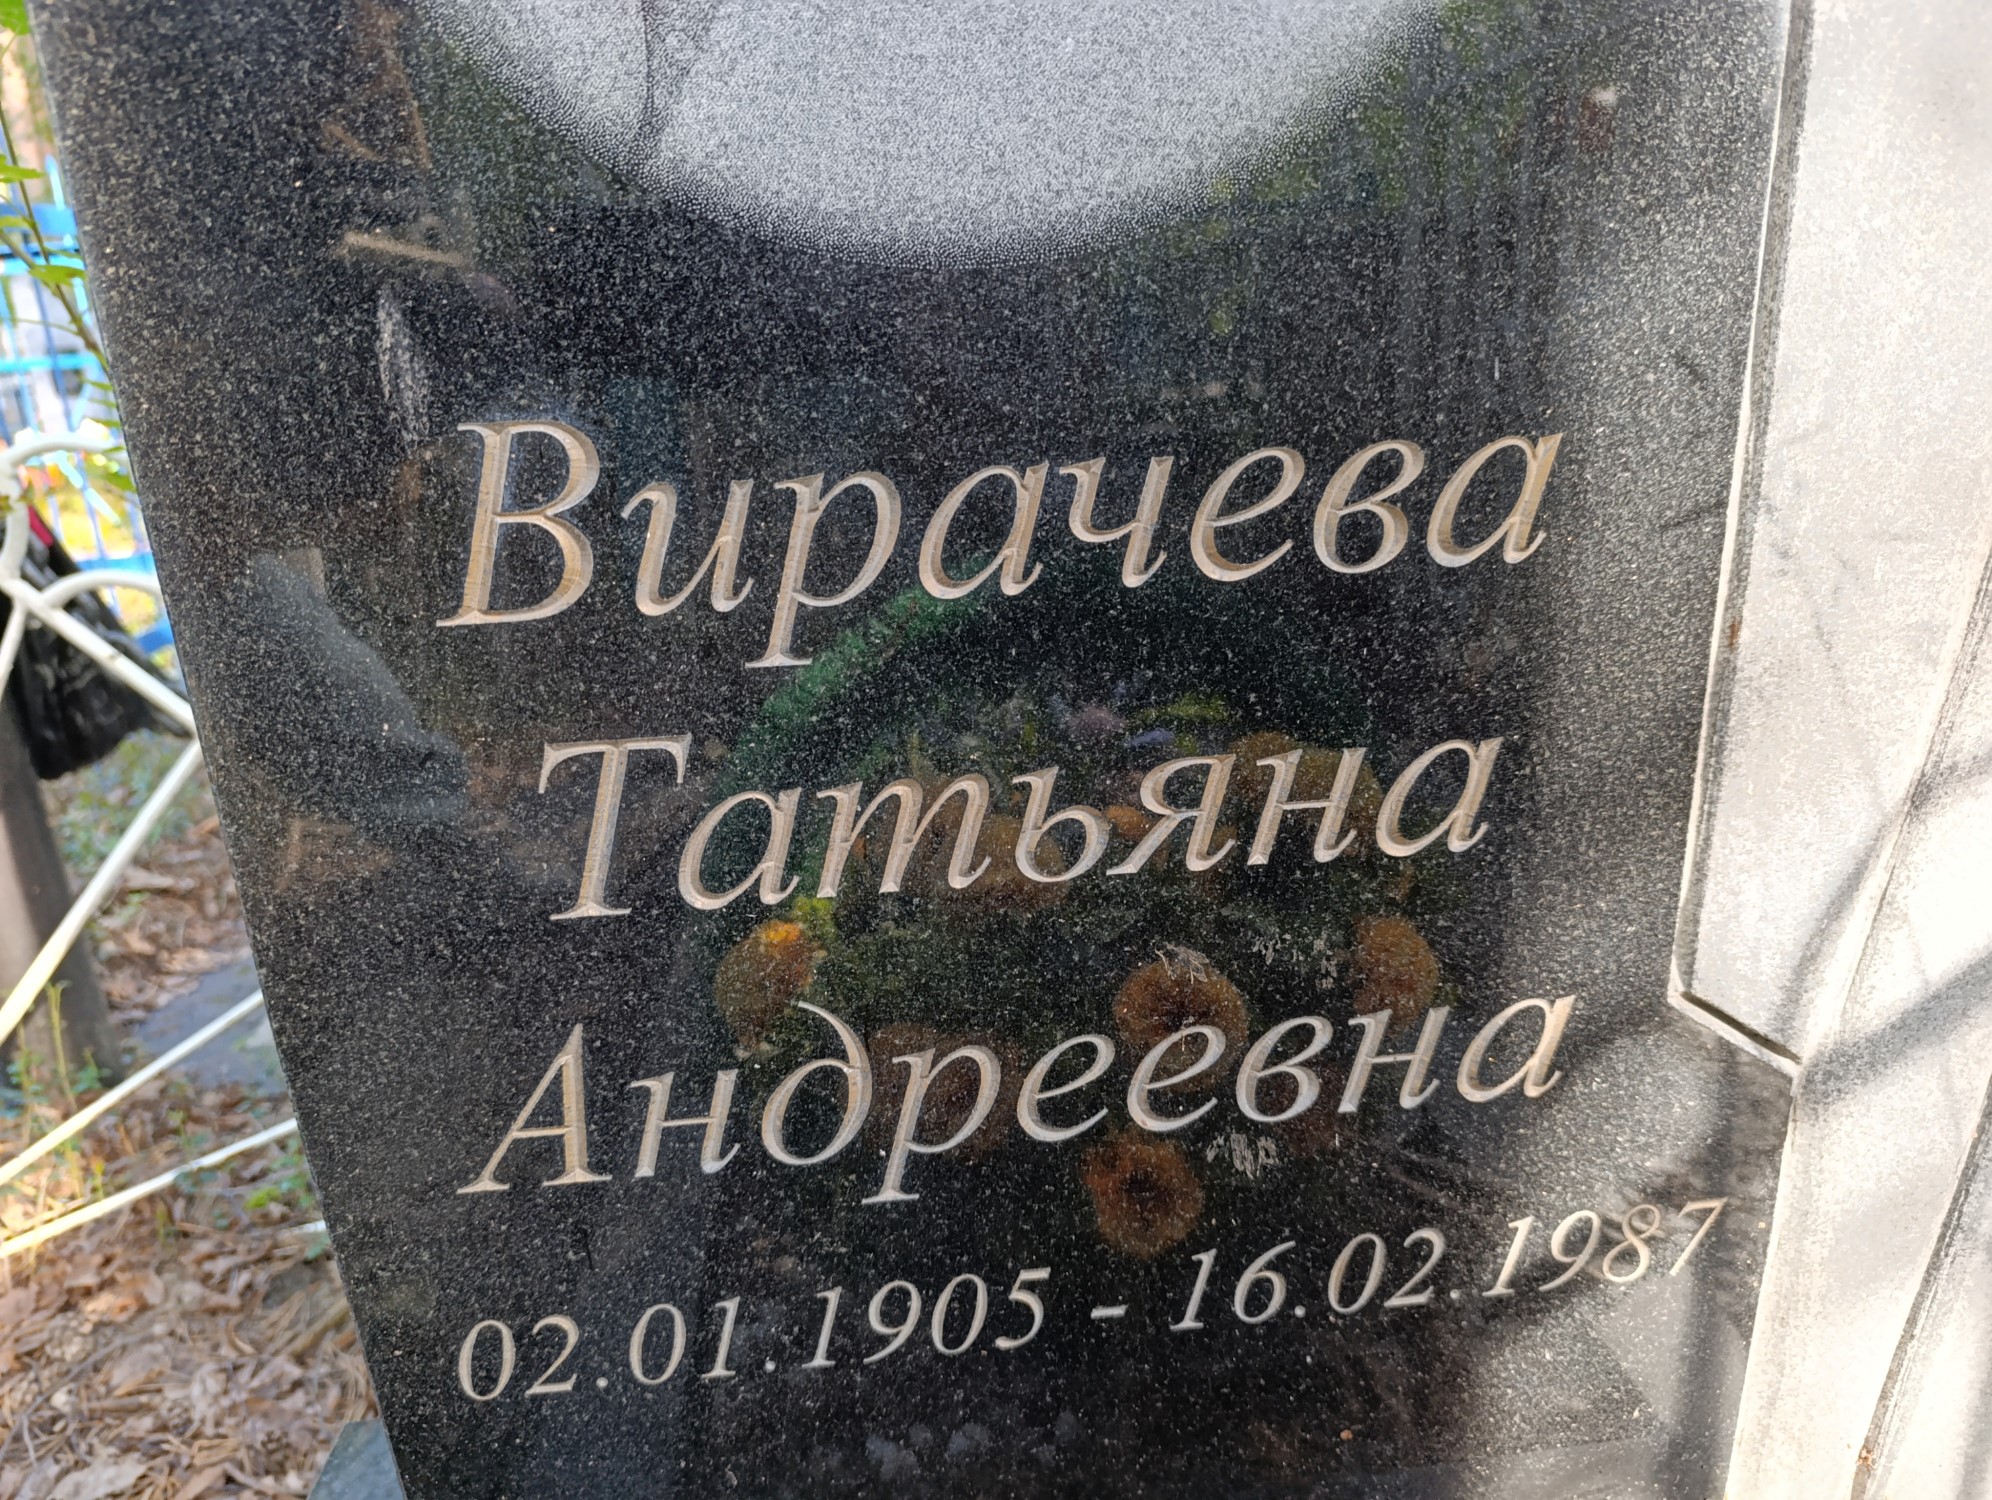 Вирачева
Татьяна
Андреевна
02.01.1905 - 16.02.1987